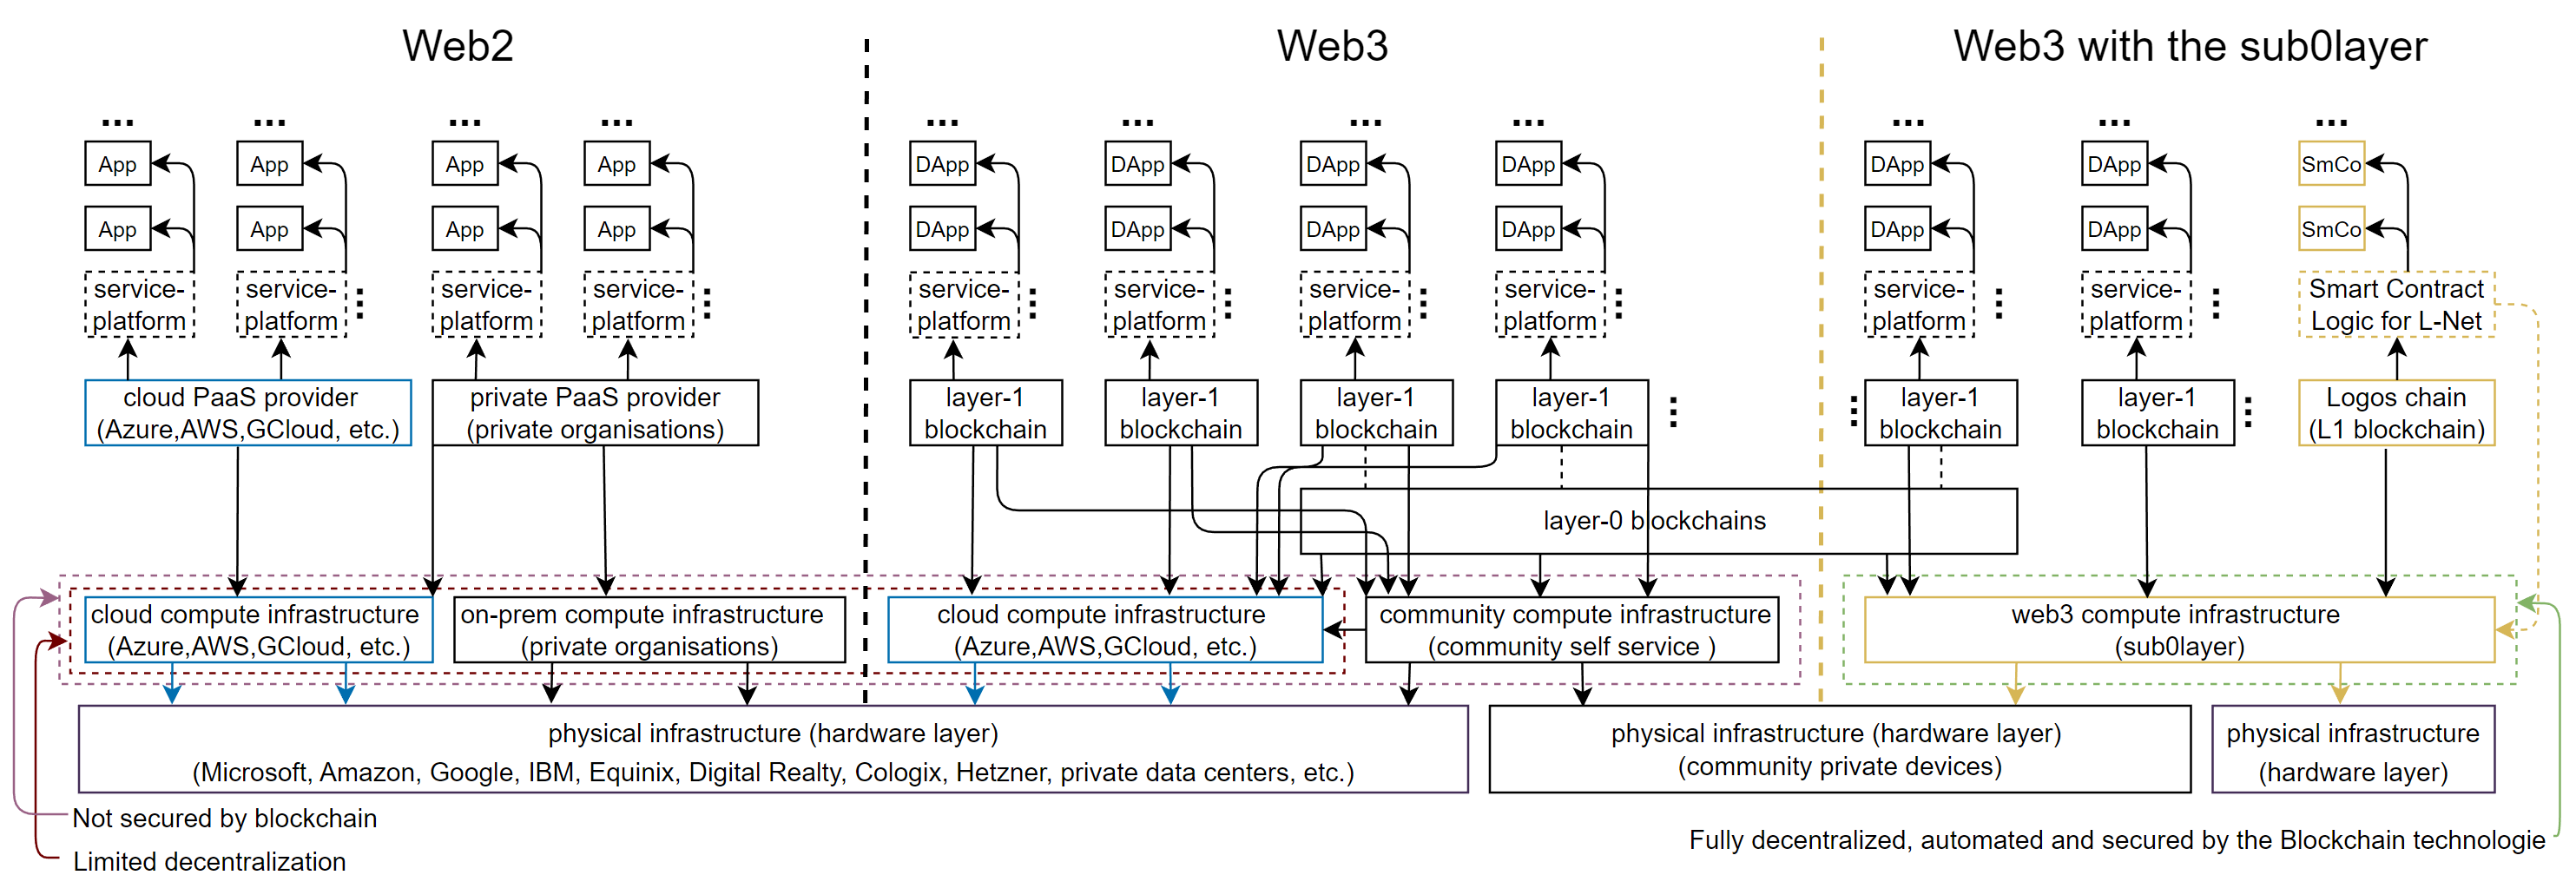 Web2
Web3
Web3 with the sub0layer
... ... ... ... ... ... ... ... ... ... ...
App App App App DApp DApp DApp DApp DApp DApp SmCo
App App App App DApp DApp DApp DApp DApp DApp SmCo
service-
platform
service-
platform
service-
platform
service-
platform
service-
platform
service-
platform
service-
platform
service-
platform
service-
platform
service-
platform
Smart Contract
Logic for L-Net
cloud PaaS provider
(Azure,AWS,GCloud, etc.)
private PaaS provider
(private organisations)
layer-1
blockchain
layer-1
blockchain
layer-1
blockchain
layer-1
blockchain
layer-1
blockchain
layer-1
blockchain
Logos chain
(L1 blockchain)
layer-0 blockchains
cloud compute infrastructure
(Azure,AWS,GCloud, etc.)
on-prem compute infrastructure
(private organisations)
cloud compute infrastructure
(Azure,AWS,GCloud, etc.)
community compute infrastructure
(community self service )
web3 compute infrastructure
(sub0layer)
physical infrastructure (hardware layer)
(Microsoft, Amazon, Google, IBM, Equinix, Digital Realty, Cologix, Hetzner, private data centers, etc.)
physical infrastructure (hardware layer)
(community private devices)
physical infrastructure
(hardware layer)
Not secured by blockchain
Limited decentralization
Fully decentralized, automated and secured by the Blockchain technologie